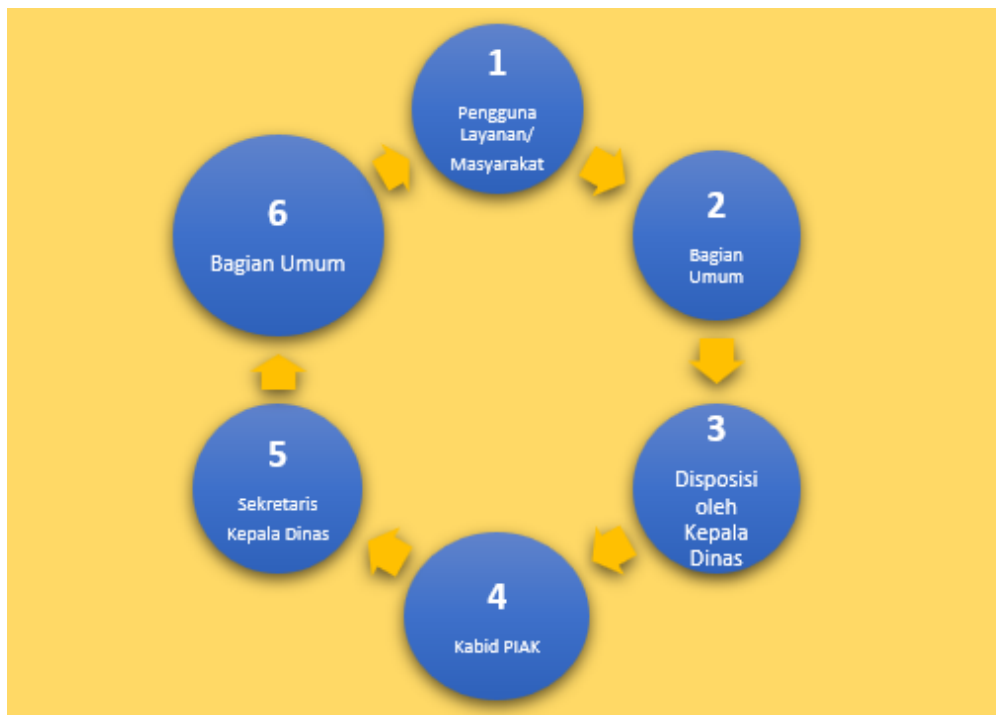 1
Pengguna
Layanan/
Masyarakat
2
Bagian
Umum
3
Disposisi
oleh
Kepala
Dinas
4
Kabid PIAK
5
Sekretaris
Kepala Dinas
6
Bagian Umum